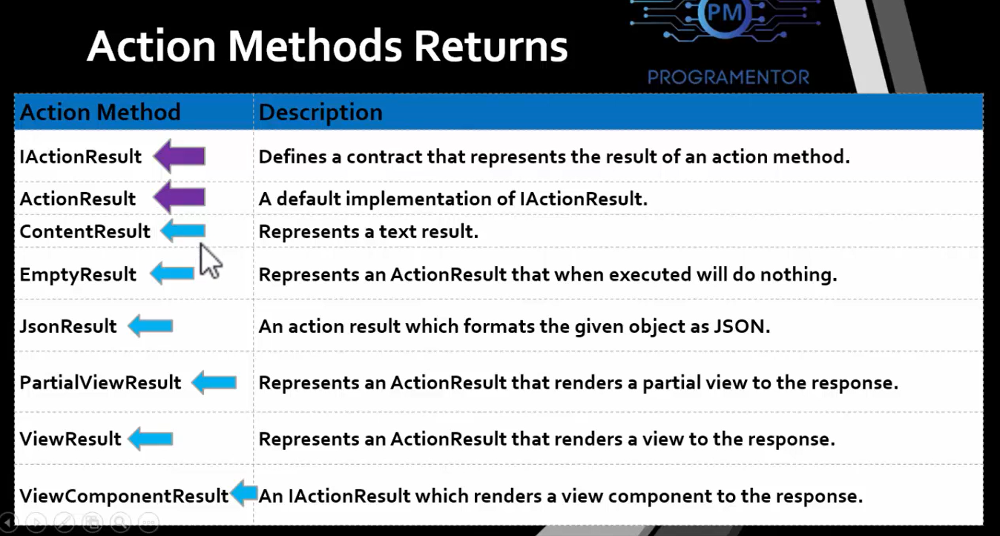 PM
Action Methods Returns
PROGRAMENTOR
Action Method Description
IActionResult Defines a contract that represents the result of an action method.
ActionResult A default implementation of IActionResult.
ContentResult Represents a text result.
EmptyResult Represents an ActionResult that when executed will do nothing.
JsonResult An action result which formats the given object as JSON.
PartialViewResult Represents an ActionResult that renders a partial view to the response.
ViewResult Represents an ActionResult that renders a view to the response.
ViewComponentResult An IActionResult which renders a view component to the response.